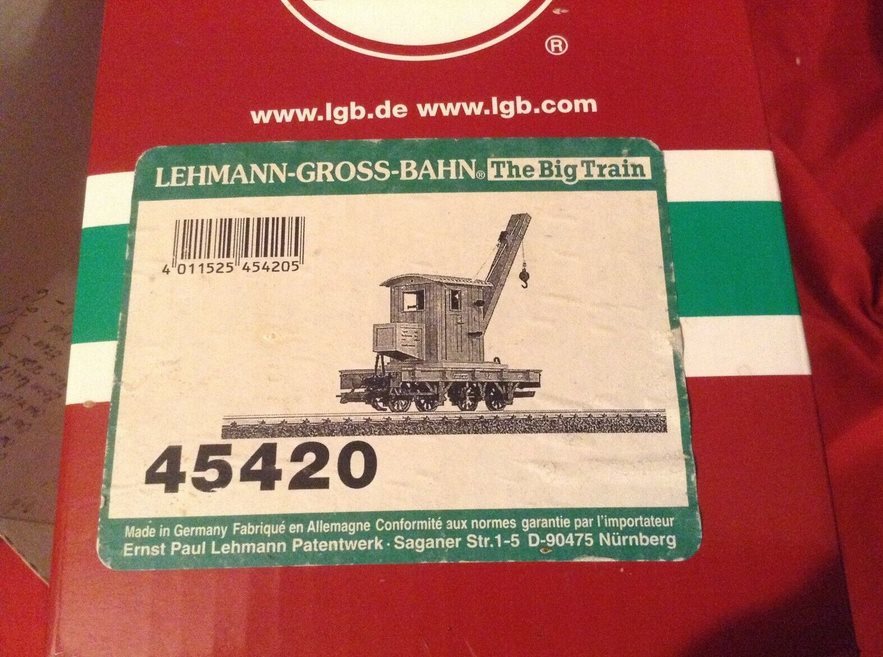 ®
www.lgb.de www.lgb.com
LEHMANN-GROSS-BAHN® The Big Train
4 011525 454205
45420
Made in Germany Fabriqué en Allemagne Conformité aux normes garantie par l'importateur
Ernst Paul Lehmann Patentwerk · Saganer Str.1-5 D-90475 Nürnberg